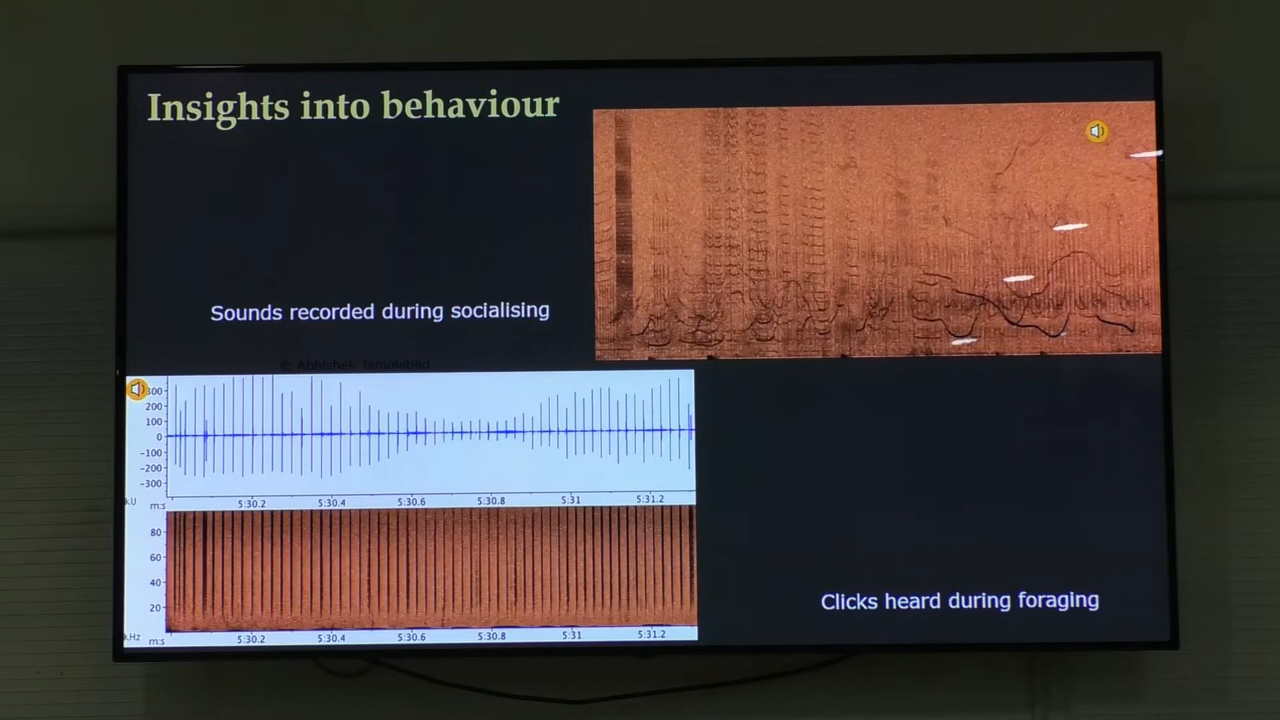 Insights into behaviour
Sounds recorded during socialising
© Abhishek Jamalabad
300
200
100
0
-100
-200
-300
kU
m:s
5:30.2
5:30.4
5:30.6
5:30.8
5:31
5:31.2
80
60
40
20
kHz
m:s
5:30.2
5:30.4
5:30.6
5:30.8
5:31
5:31.2
Clicks heard during foraging